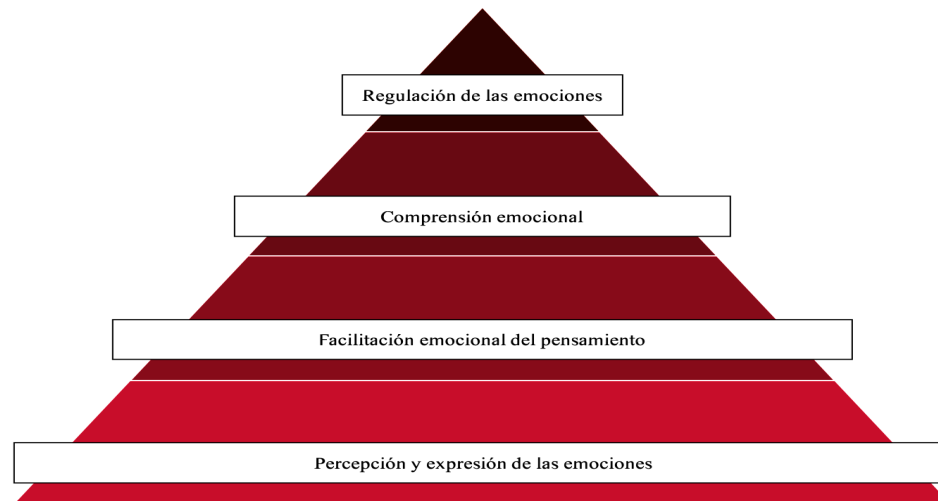 Regulación de las emociones
Comprensión emocional
Facilitación emocional del pensamiento
Percepción y expresión de las emociones